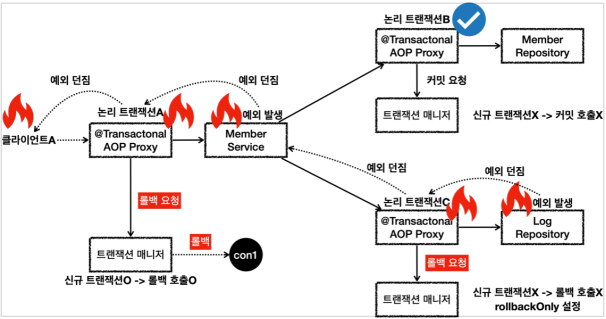 논리 트랜잭션B
@Transactonal
AOP Proxy
Member
Repository
커밋 요청
트랜잭션 매니저
신규 트랜잭션X -> 커밋 호출X
예외 던짐
예외 던짐
논리 트랜잭션A
예외 발생
클라이언트A
@Transactonal
AOP Proxy
Member
Service
롤백 요청
트랜잭션 매니저
롤백
con1
신규 트랜잭션O -> 롤백 호출O
예외 던짐
예외 던짐
논리 트랜잭션C
예외 발생
@Transactonal
AOP Proxy
Log
Repository
롤백 요청
트랜잭션 매니저
신규 트랜잭션X -> 롤백 호출X
rollbackOnly 설정